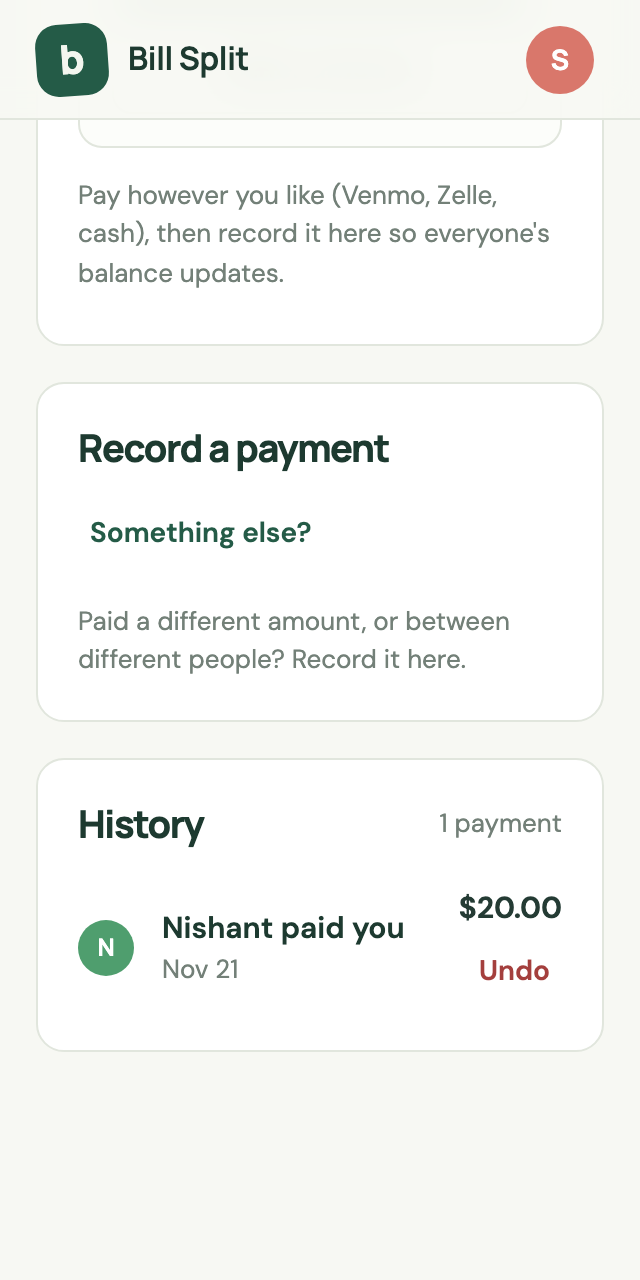 b
Bill Split
S
Pay however you like (Venmo, Zelle,
cash), then record it here so everyone's
balance updates.
Record a payment
Something else?
Paid a different amount, or between
different people? Record it here.
History
1 payment
N
Nishant paid you
$20.00
Nov 21
Undo